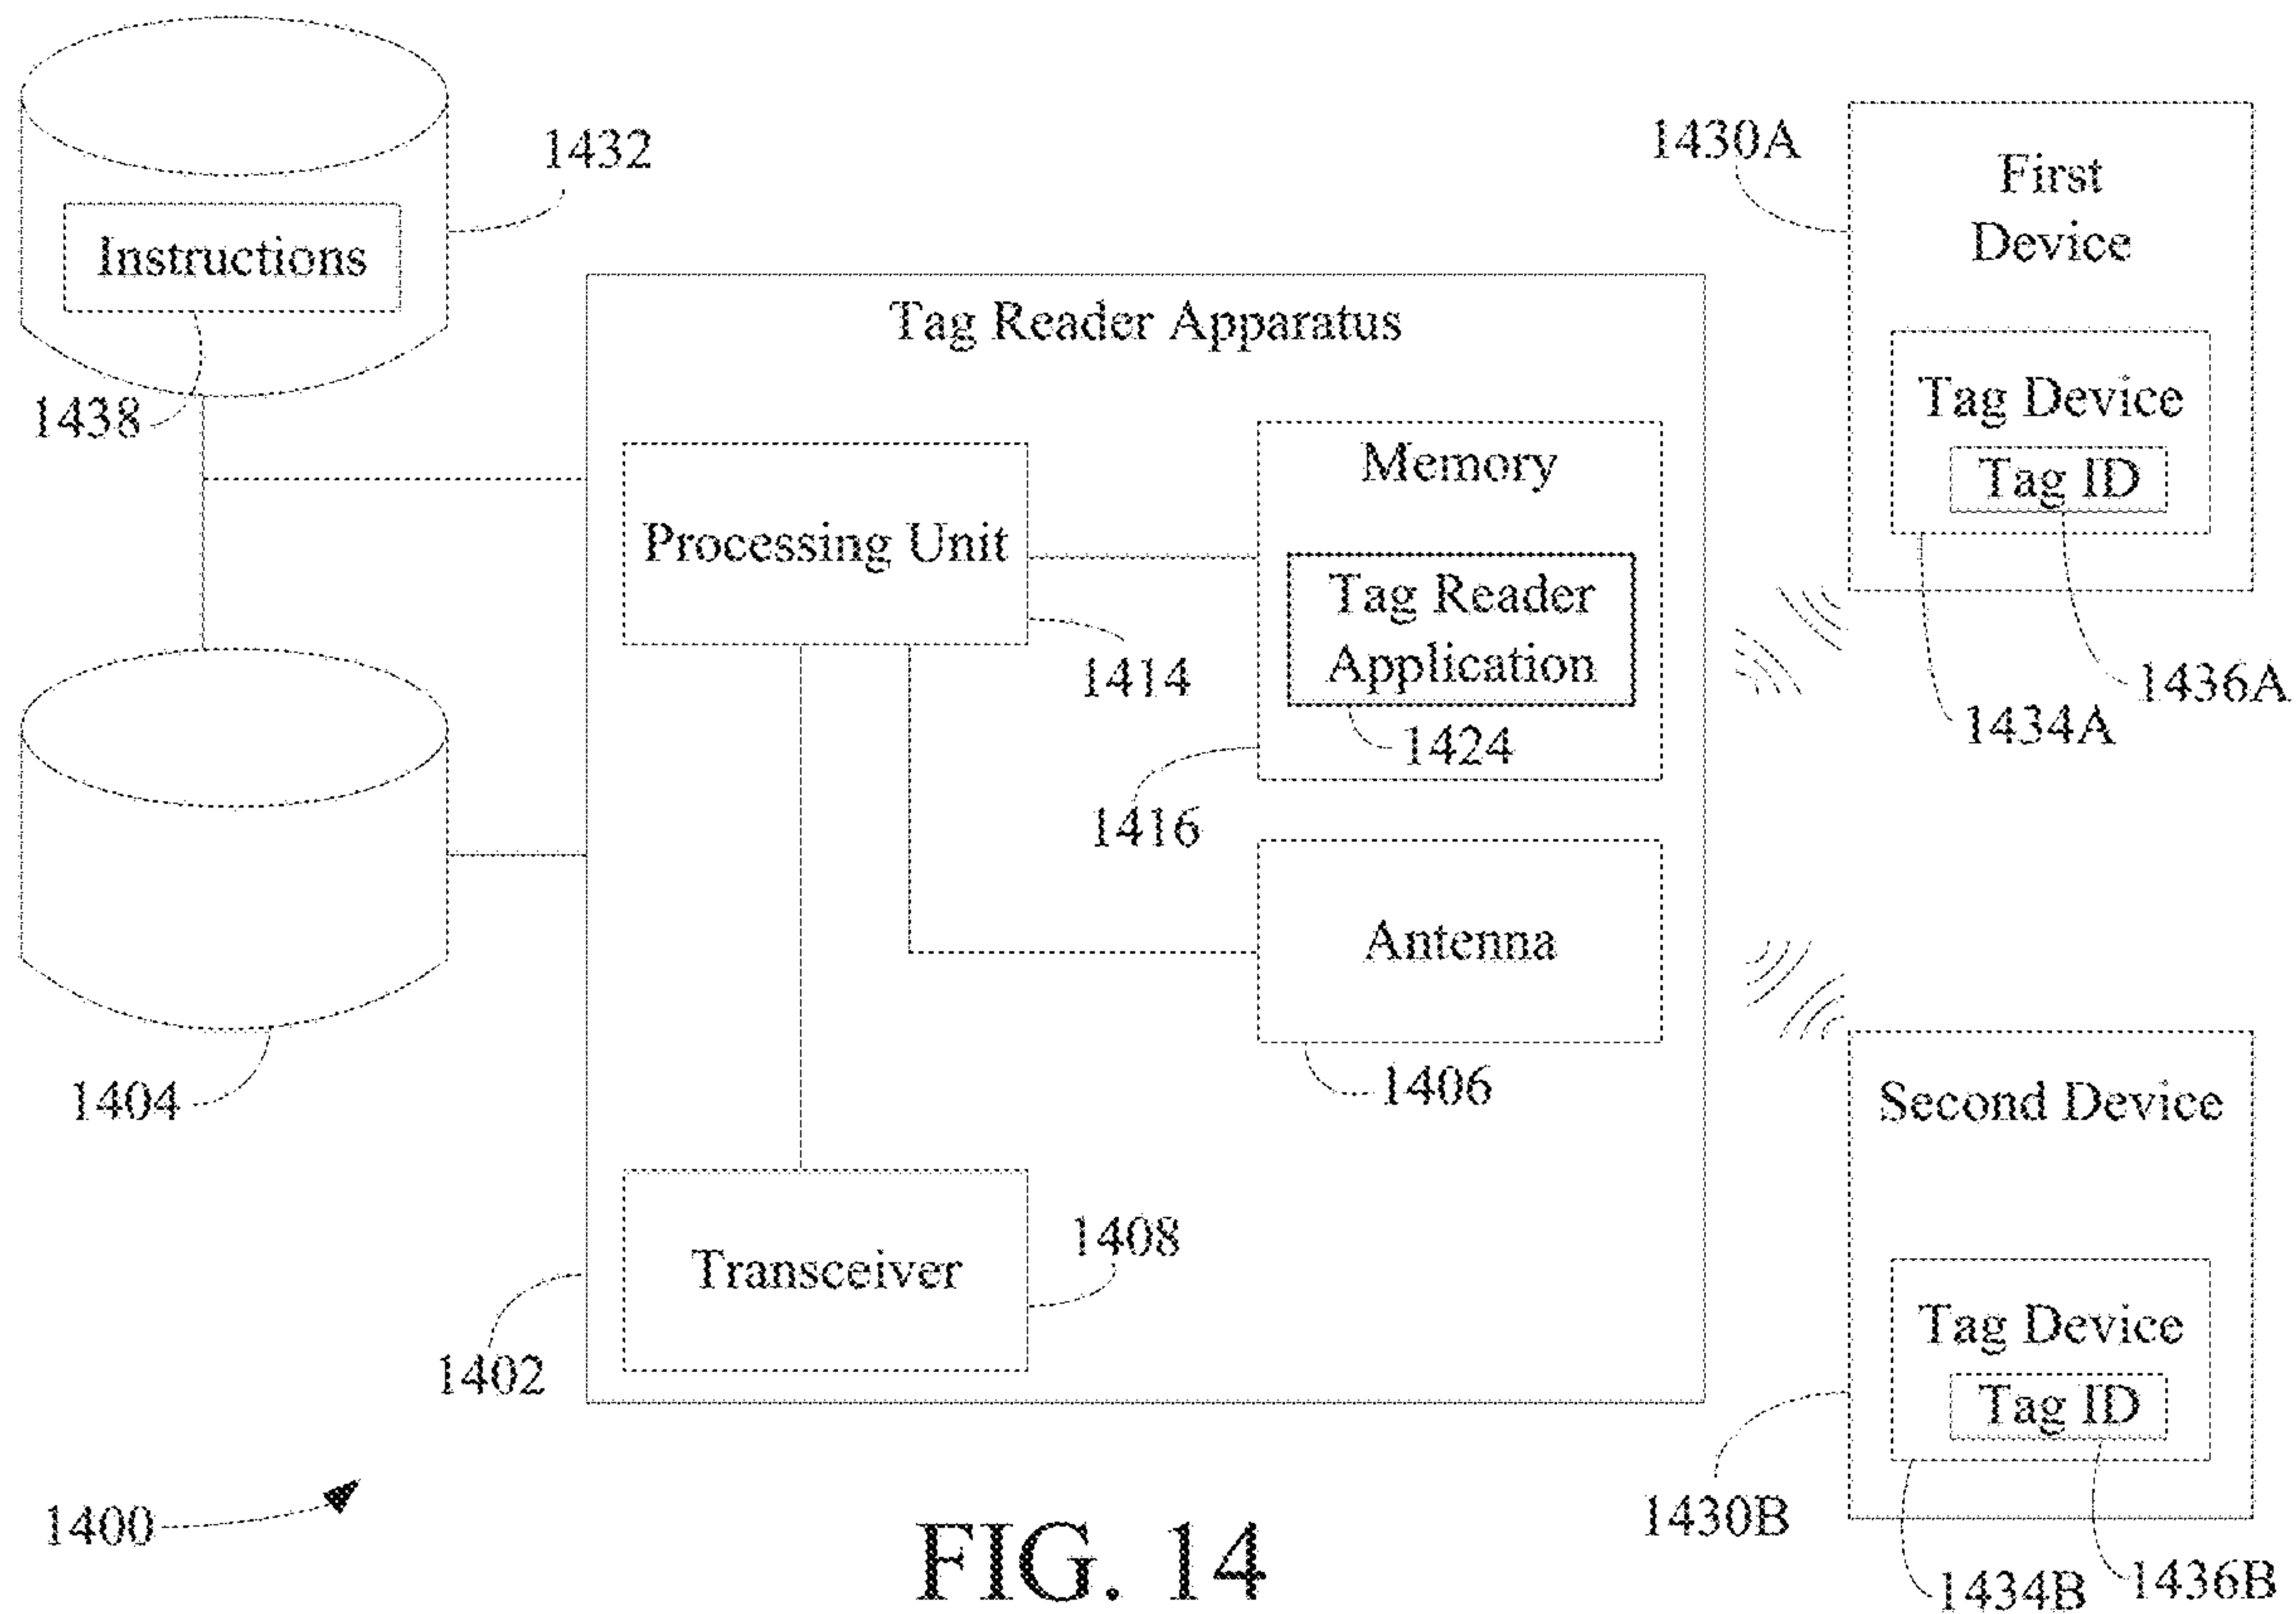 1432
Instructions
1438
1404
Tag Reader Apparatus
Processing Unit
1414
Memory
Tag Reader
Application
1424
1416
Antenna
1406
Transceiver
1408
1402
1430A
First
Device
Tag Device
Tag ID
1436A
1434A
Second Device
Tag Device
Tag ID
1430B
1434B
1436B
1400
FIG. 14